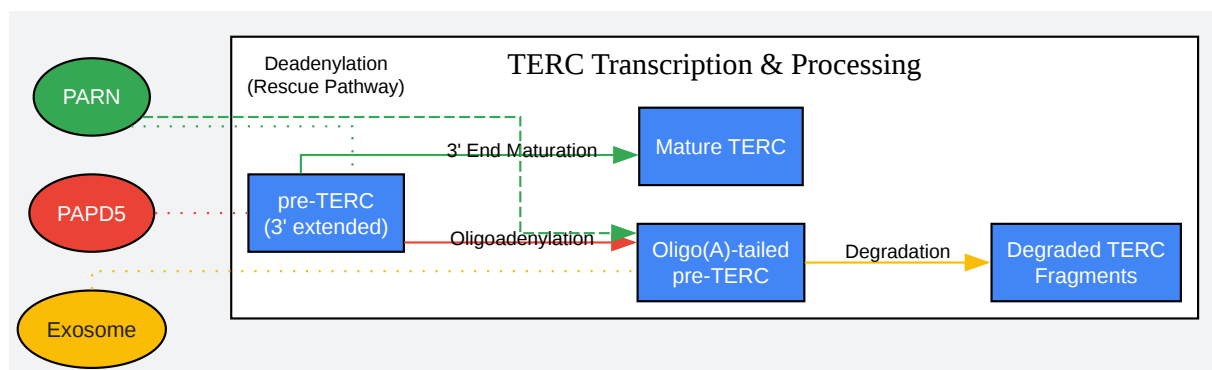 TERC Transcription & Processing
Deadenylation
(Rescue Pathway)
PARN
3' End Maturation
Mature TERC
PAPD5
pre-TERC
(3' extended)
Oligoadenylation
Oligo(A)-tailed
pre-TERC
Degradation
Degraded TERC
Fragments
Exosome